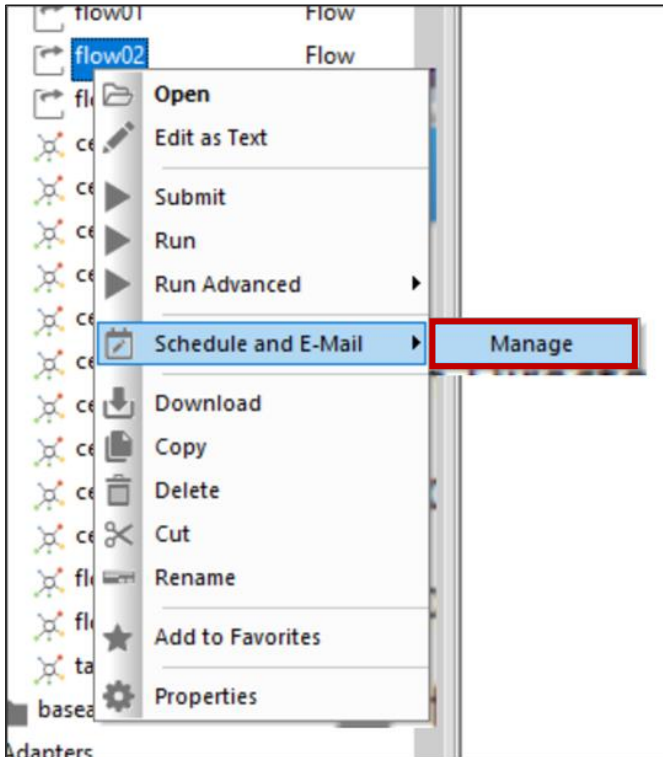 flow01 Flow
flow02 Flow
Open
Edit as Text
Submit
Run
Run Advanced
Schedule and E-Mail Manage
Download
Copy
Delete
Cut
Rename
Add to Favorites
Properties
Adapters